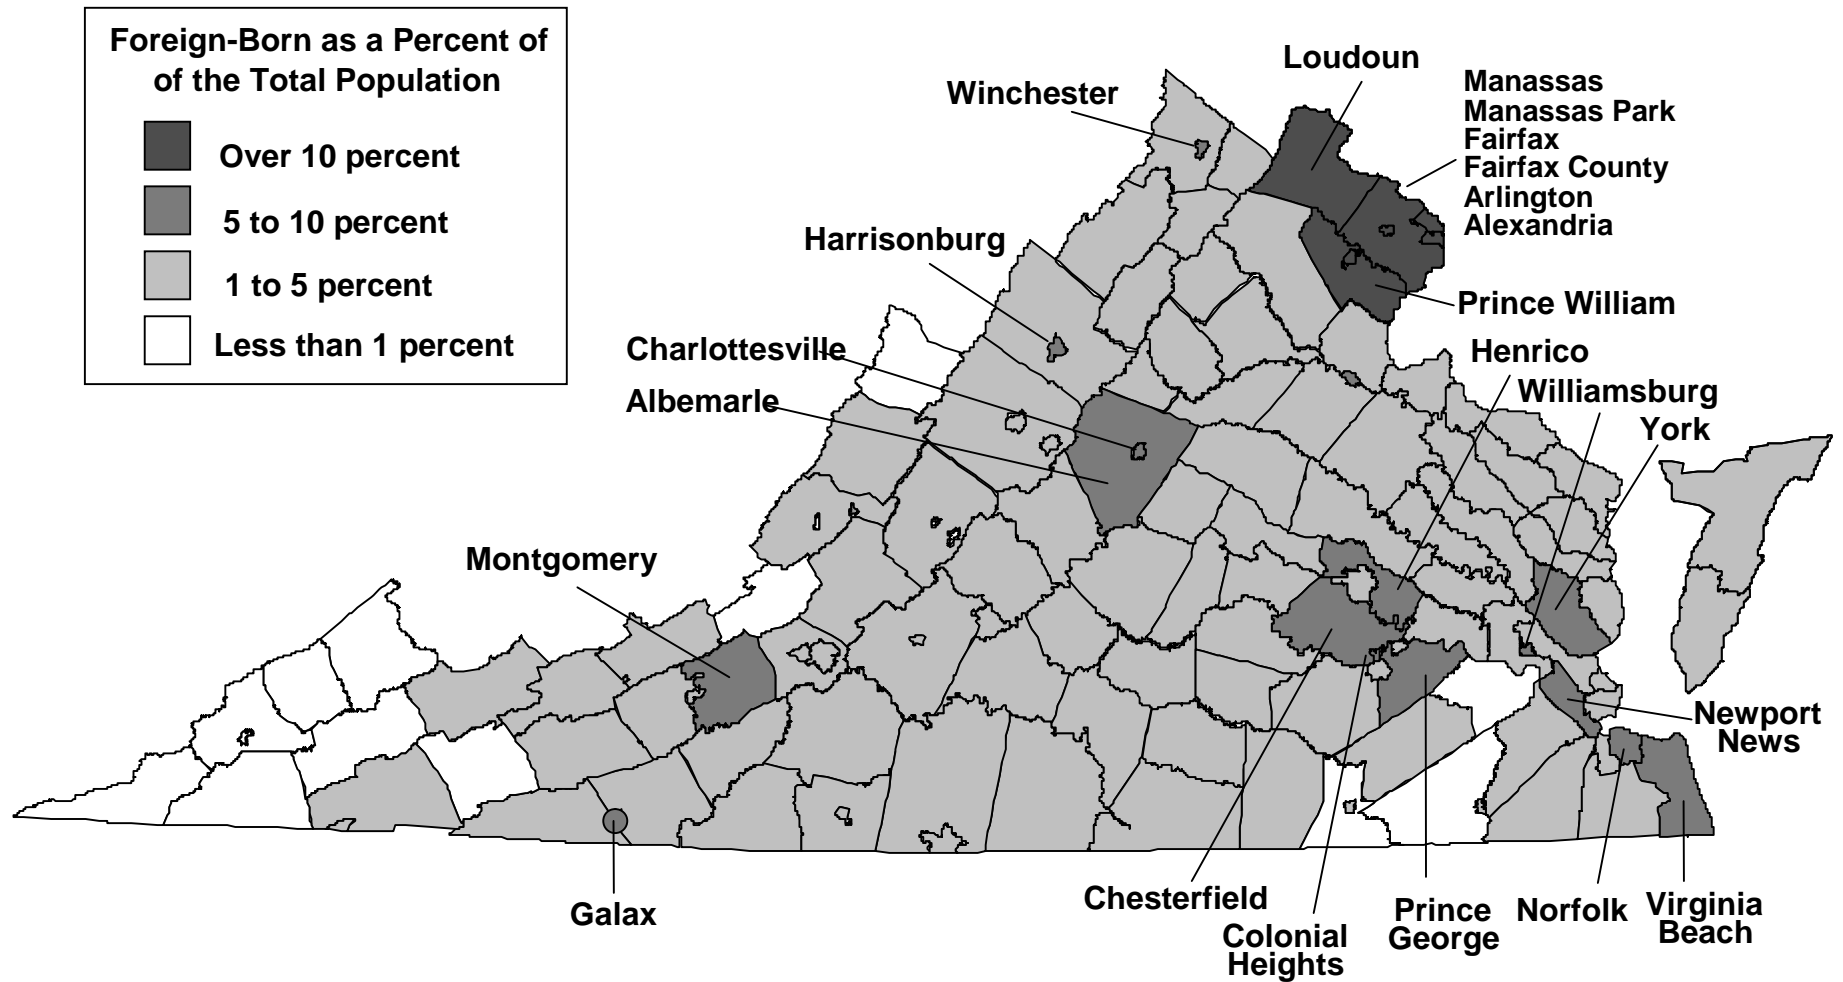 Foreign-Born as a Percent of
of the Total Population
Over 10 percent
5 to 10 percent
1 to 5 percent
Less than 1 percent
Loudoun
Winchester
Manassas
Manassas Park
Fairfax
Fairfax County
Arlington
Alexandria
Harrisonburg
Prince William
Charlottesville
Henrico
Albemarle
Williamsburg
York
Montgomery
Newport
News
Galax
Chesterfield
Colonial
Heights
Prince
George
Norfolk
Virginia
Beach